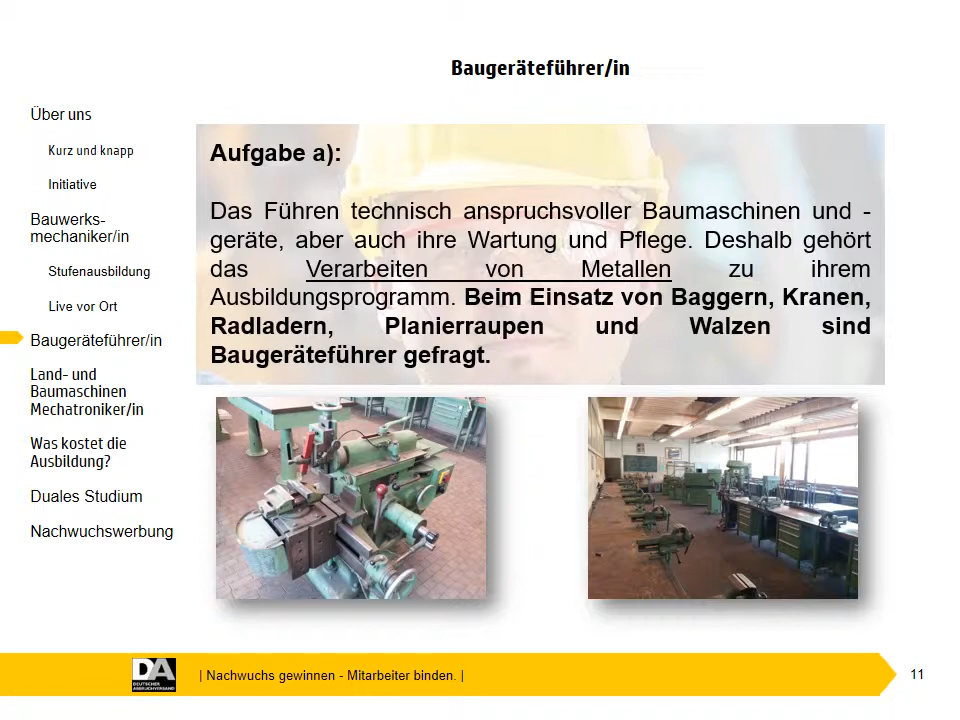 Baugeräteführer/in
Über uns
Kurz und knapp
Initiative
Bauwerks-
mechaniker/in
Stufenausbildung
Live vor Ort
Baugeräteführer/in
Land- und
Baumaschinen
Mechatroniker/in
Was kostet die
Ausbildung?
Duales Studium
Nachwuchswerbung
Aufgabe a):
Das Führen technisch anspruchsvoller Baumaschinen und -
geräte, aber auch ihre Wartung und Pflege. Deshalb gehört
das Verarbeiten von Metallen zu ihrem
Ausbildungsprogramm. Beim Einsatz von Baggern, Kranen,
Radladern, Planierraupen und Walzen sind
Baugeräteführer gefragt.
DA
DEUTSCHER
ABBRUCHVERBAND
| Nachwuchs gewinnen - Mitarbeiter binden. |
11